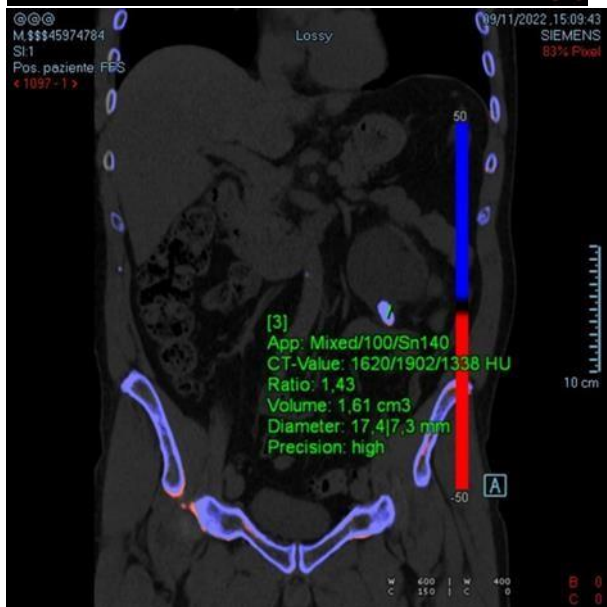 @@@
M,$$$45974784
SI:1
Pos. paziente: FFS
< 1097 - 1 >
Lossy
09/11/2022 ,15:09:43
SIEMENS
83% Pixel
50
[3]
App: Mixed/100/Sn140
CT-Value: 1620/1902/1338 HU
Ratio: 1,43
Volume: 1,61 cm3
Diameter: 17,4|7,3 mm
Precision: high
10 cm
-50
A
W 600 | W 400
C 150 | C 0
B 0
C 0